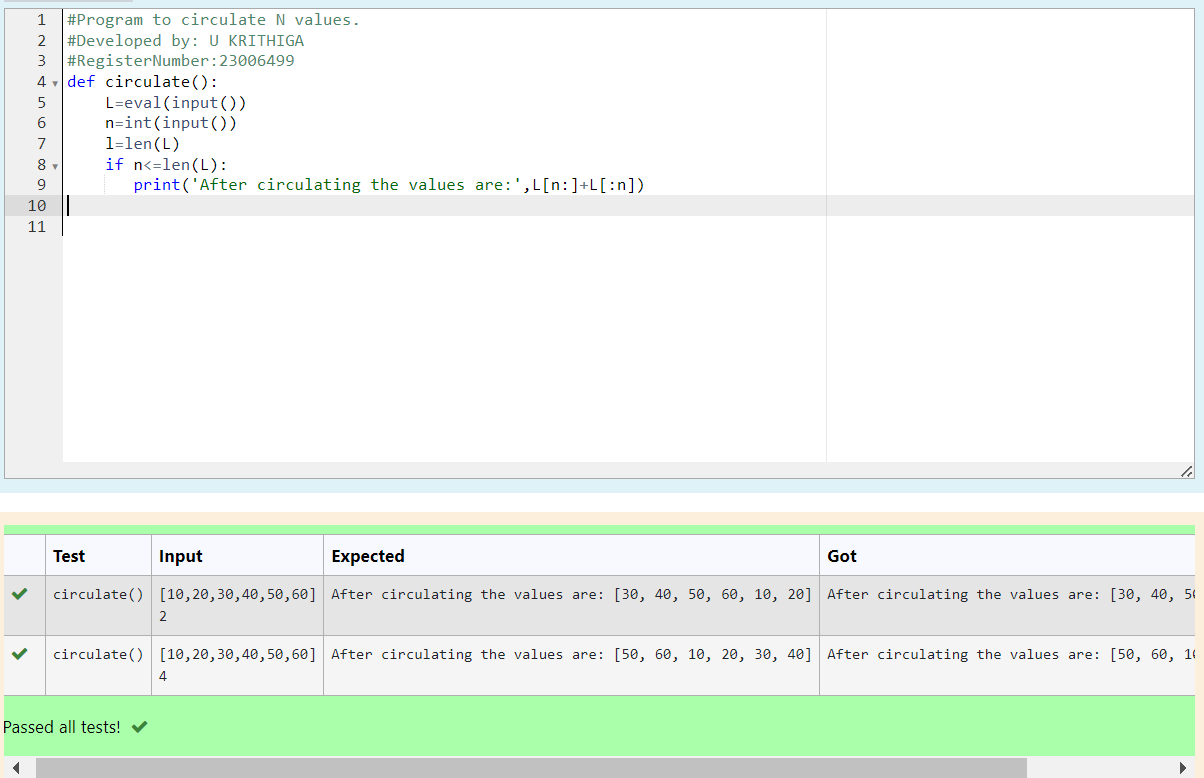 1 #Program to circulate N values.
2 #Developed by: U KRITHIGA
3 #RegisterNumber:23006499
4 def circulate():
5     L=eval(input())
6     n=int(input())
7     l=len(L)
8     if n<=len(L):
9        print('After circulating the values are:',L[n:]+L[:n])
10
11
Test Input Expected Got
circulate() [10,20,30,40,50,60] After circulating the values are: [30, 40, 50, 60, 10, 20] After circulating the values are: [30, 40,
2
circulate() [10,20,30,40,50,60] After circulating the values are: [50, 60, 10, 20, 30, 40] After circulating the values are: [50, 60,
4
Passed all tests!